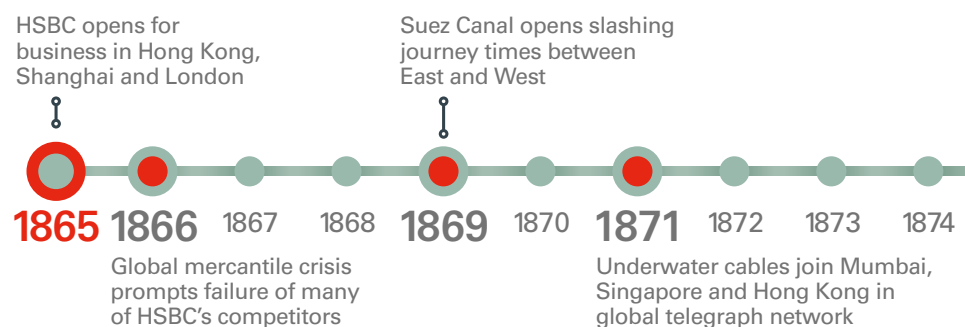 HSBC opens for
business in Hong Kong,
Shanghai and London
Suez Canal opens slashing
journey times between
East and West
1865 1866 1867 1868 1869 1870 1871 1872 1873 1874
Global mercantile crisis
prompts failure of many
of HSBC’s competitors
Underwater cables join Mumbai,
Singapore and Hong Kong in
global telegraph network